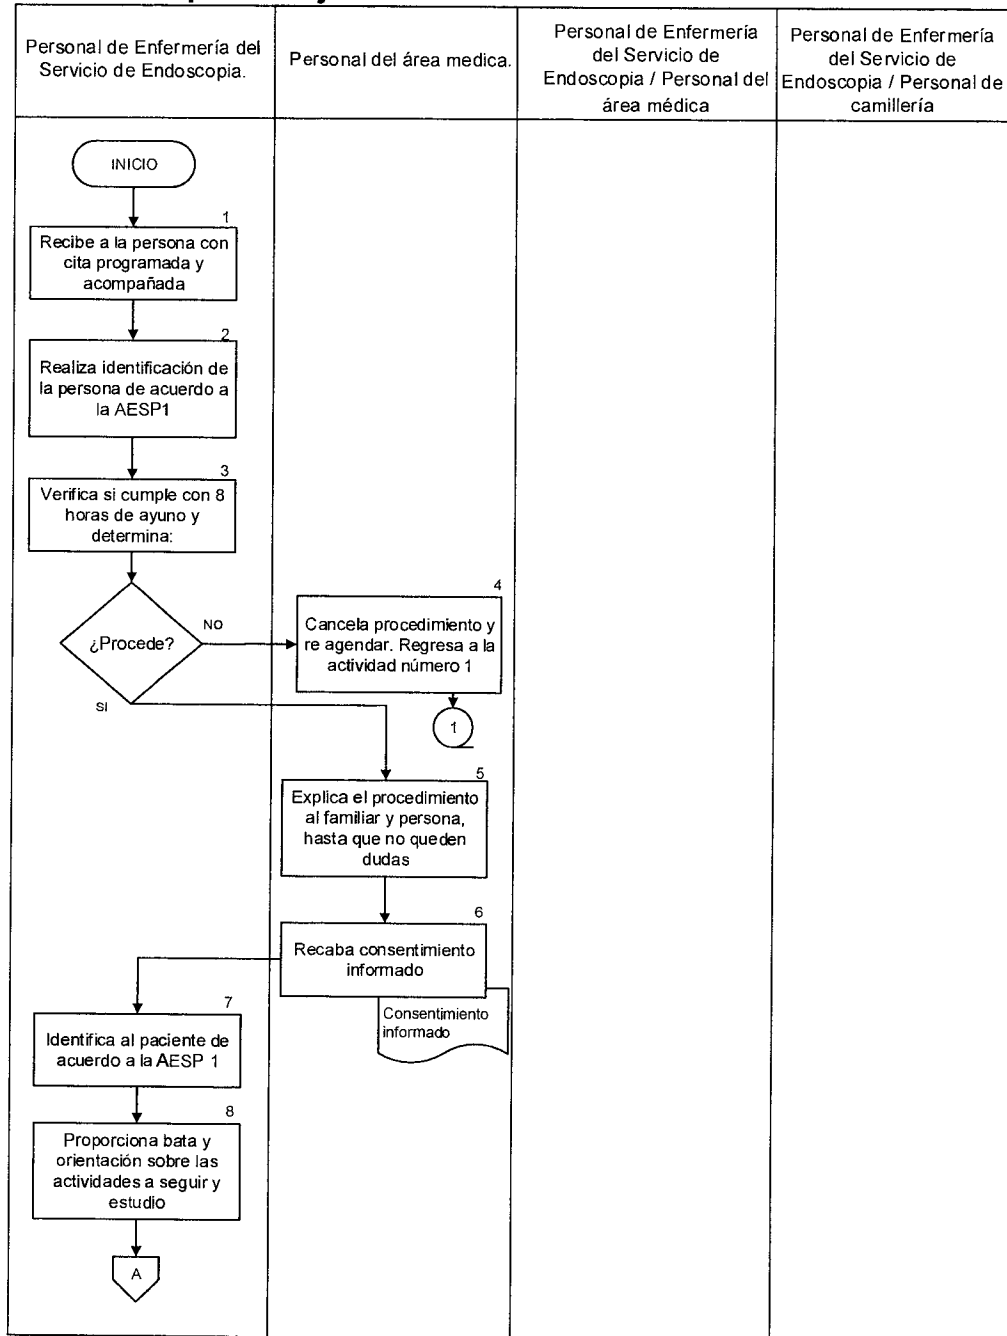 Personal de Enfermería del
Servicio de Endoscopia.
Personal del área medica.
Personal de Enfermería
del Servicio de
Endoscopia / Personal del
área médica
Personal de Enfermería
del Servicio de
Endoscopia / Personal de
camillería
INICIO
1
Recibe a la persona con
cita programada y
acompañada
2
Realiza identificación de
la persona de acuerdo a
la AESP1
3
Verifica si cumple con 8
horas de ayuno y
determina:
¿Procede?
NO
SI
4
Cancela procedimiento y
re agendar. Regresa a la
actividad número 1
1
5
Explica el procedimiento
al familiar y persona,
hasta que no queden
dudas
6
Recaba consentimiento
informado
Consentimiento
informado
7
Identifica al paciente de
acuerdo a la AESP 1
8
Proporciona bata y
orientación sobre las
actividades a seguir y
estudio
A